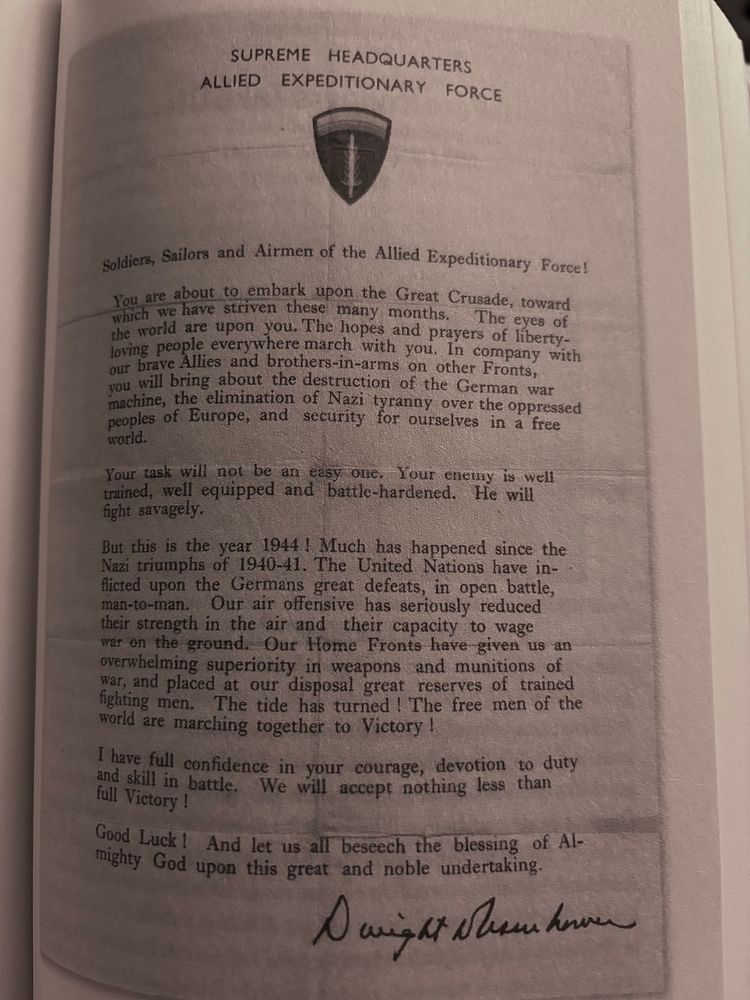 SUPREME HEADQUARTERS
ALLIED EXPEDITIONARY FORCE
Soldiers, Sailors and Airmen of the Allied Expeditionary Force!
You are about to embark upon the Great Crusade, toward
which we have striven these many months. The eyes of
the world are upon you. The hopes and prayers of liberty-
loving people everywhere march with you. In company with
our brave Allies and brothers-in-arms on other Fronts,
you will bring about the destruction of the German war
machine, the elimination of Nazi tyranny over the oppressed
peoples of Europe, and security for ourselves in a free
world.
Your task will not be an easy one. Your enemy is well
trained, well equipped and battle-hardened. He will
fight savagely.
But this is the year 1944 ! Much has happened since the
Nazi triumphs of 1940-41. The United Nations have in-
flicted upon the Germans great defeats, in open battle,
man-to-man. Our air offensive has seriously reduced
their strength in the air and their capacity to wage
war on the ground. Our Home Fronts have given us an
overwhelming superiority in weapons and munitions of
war, and placed at our disposal great reserves of trained
fighting men. The tide has turned ! The free men of the
world are marching together to Victory !
I have full confidence in your courage, devotion to duty
and skill in battle. We will accept nothing less than
full Victory !
Good Luck ! And let us all beseech the blessing of Al-
mighty God upon this great and noble undertaking.
Dwight D Eisenhower